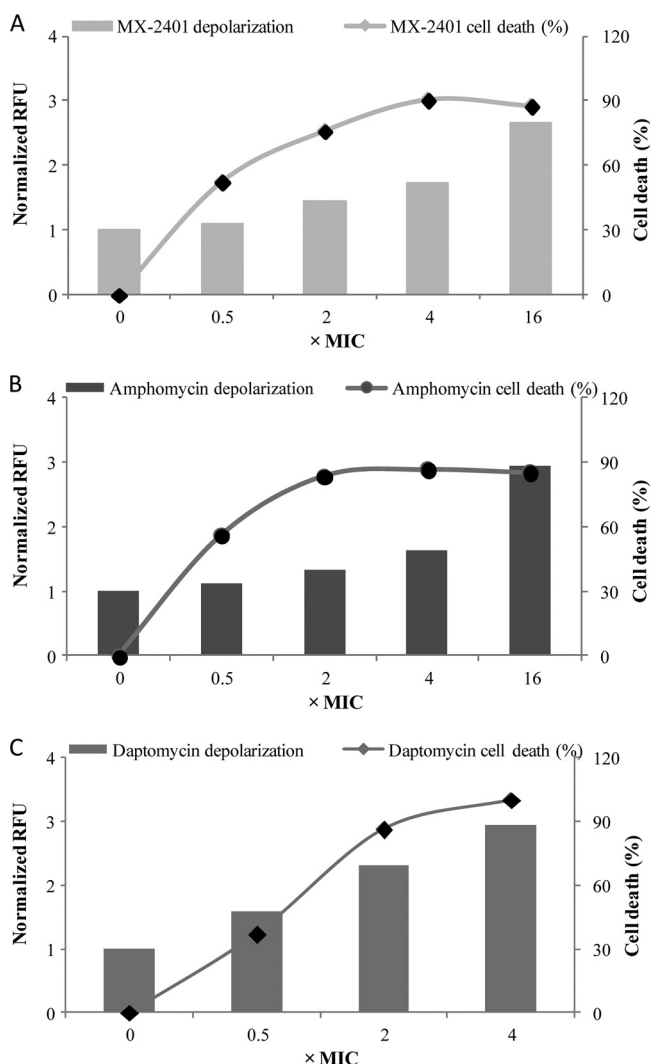 A
MX-2401 depolarization
MX-2401 cell death (%)
Normalized RFU
4
3
2
1
0
120
90
60
30
0
Cell death (%)
0 0.5 2 4 16
× MIC
B
Amphomycin depolarization
Amphomycin cell death (%)
Normalized RFU
4
3
2
1
0
120
90
60
30
0
Cell death (%)
0 0.5 2 4 16
× MIC
C
Daptomycin depolarization
Daptomycin cell death (%)
Normalized RFU
4
3
2
1
0
120
90
60
30
0
Cell death (%)
0 0.5 2 4
× MIC